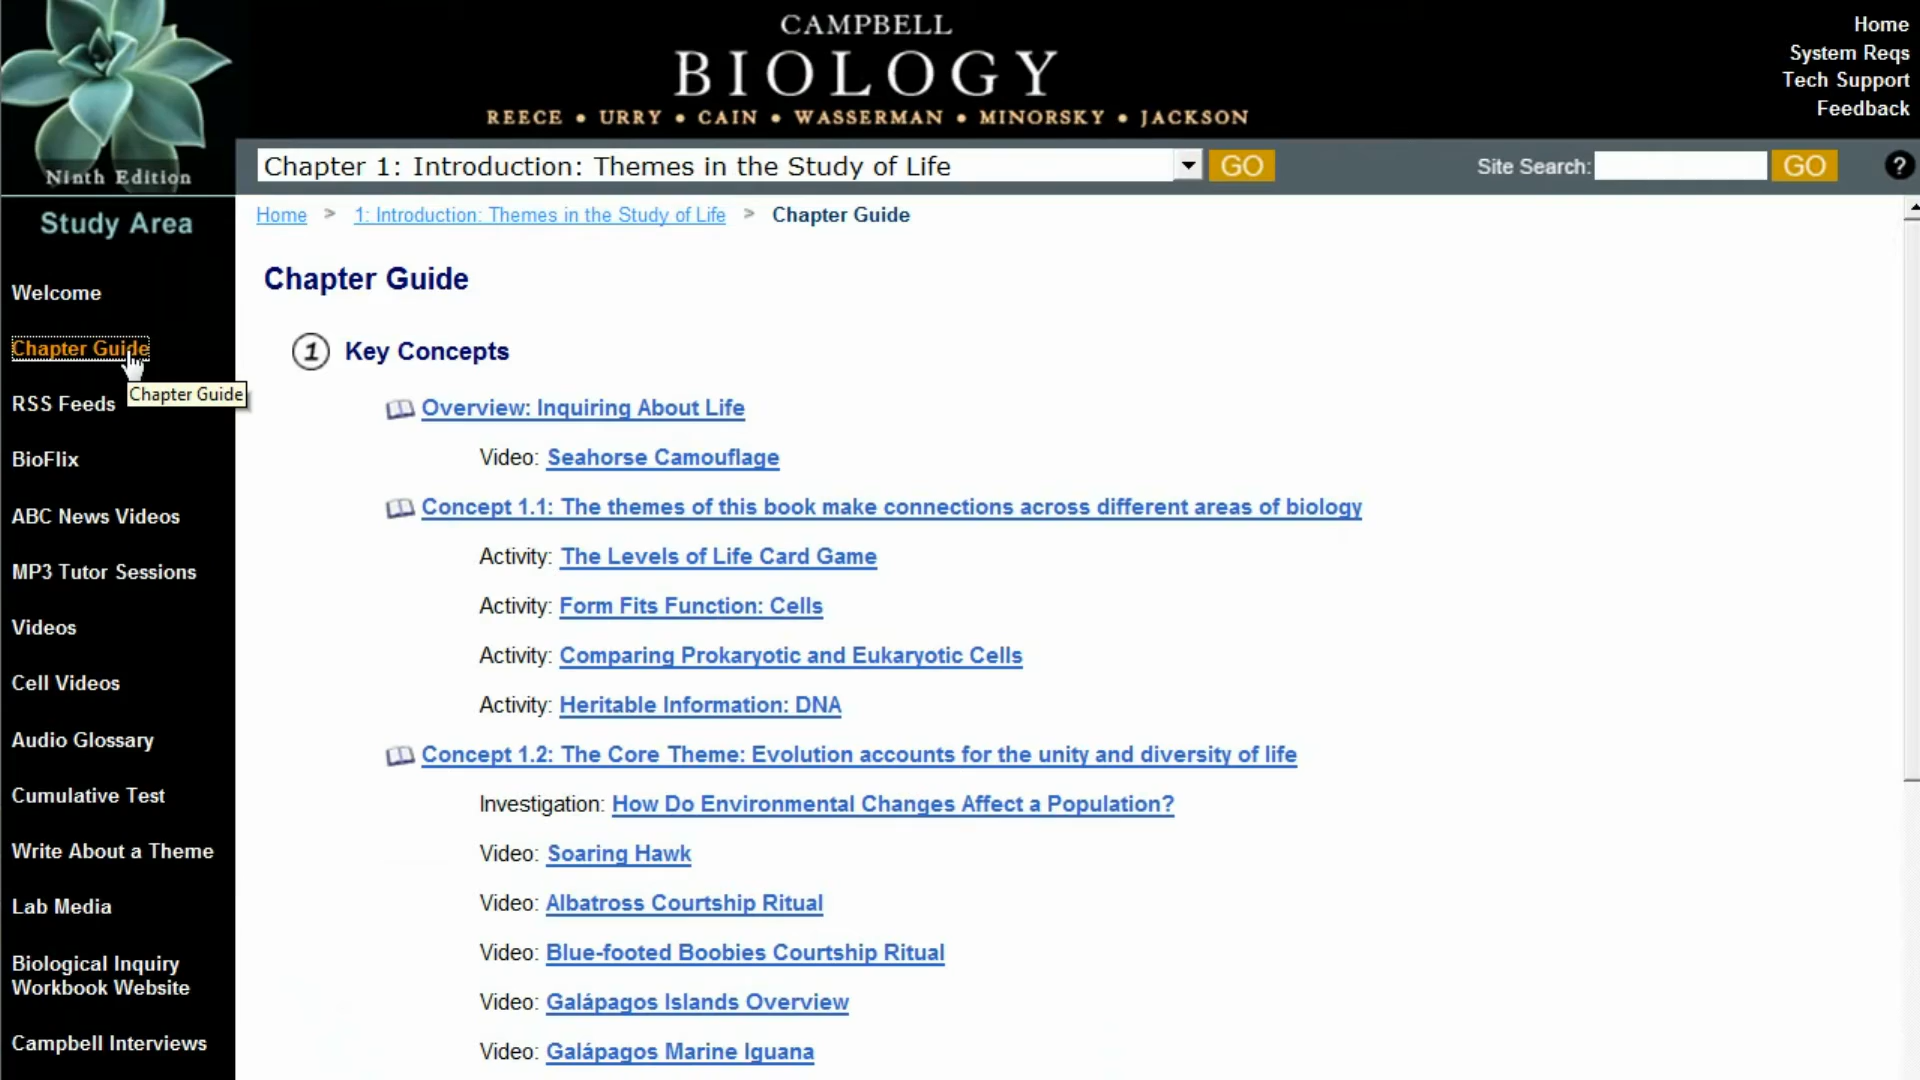 CAMPBELL
BIOLOGY
REECE • URRY • CAIN • WASSERMAN • MINORSKY • JACKSON
Home
System Reqs
Tech Support
Feedback
Ninth Edition
Chapter 1: Introduction: Themes in the Study of Life
GO
Site Search:
GO
?
Study Area
Welcome
Chapter Guide
Chapter Guide
RSS Feeds
BioFlix
ABC News Videos
MP3 Tutor Sessions
Videos
Cell Videos
Audio Glossary
Cumulative Test
Write About a Theme
Lab Media
Biological Inquiry
Workbook Website
Campbell Interviews
Home > 1: Introduction: Themes in the Study of Life > Chapter Guide
Chapter Guide
1 Key Concepts
Overview: Inquiring About Life
Video: Seahorse Camouflage
Concept 1.1: The themes of this book make connections across different areas of biology
Activity: The Levels of Life Card Game
Activity: Form Fits Function: Cells
Activity: Comparing Prokaryotic and Eukaryotic Cells
Activity: Heritable Information: DNA
Concept 1.2: The Core Theme: Evolution accounts for the unity and diversity of life
Investigation: How Do Environmental Changes Affect a Population?
Video: Soaring Hawk
Video: Albatross Courtship Ritual
Video: Blue-footed Boobies Courtship Ritual
Video: Galápagos Islands Overview
Video: Galápagos Marine Iguana